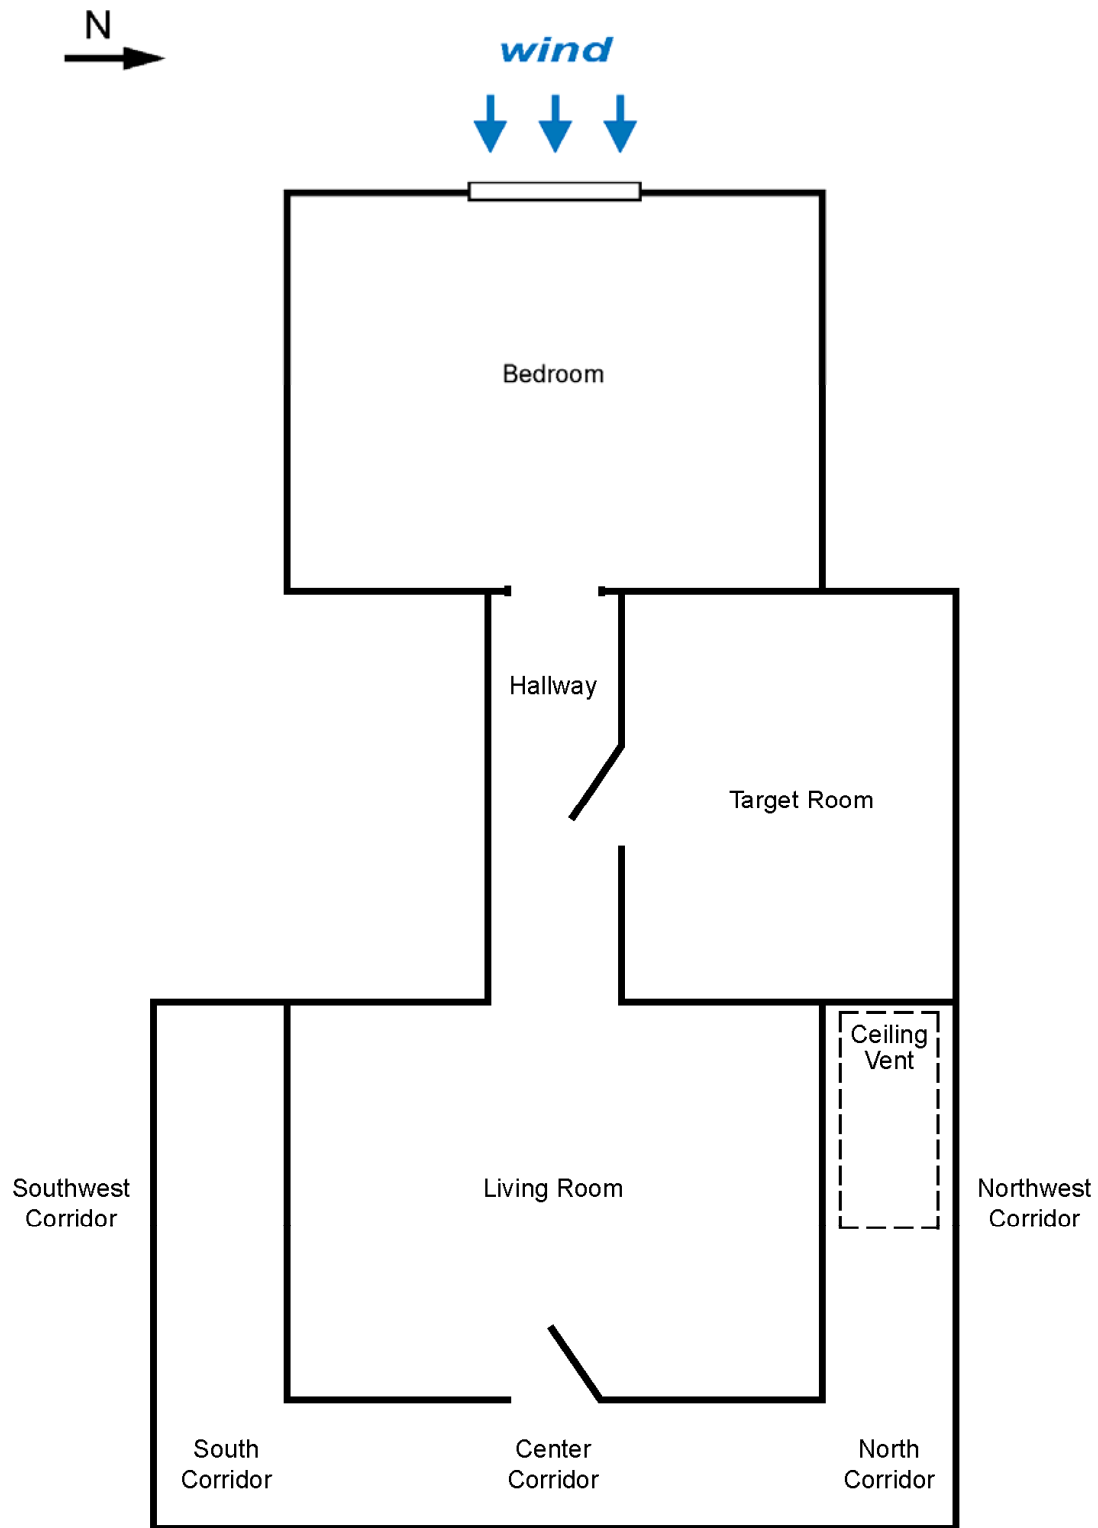 N
wind
Bedroom
Hallway
Target Room
Ceiling
Vent
Southwest
Corridor
Living Room
Northwest
Corridor
South
Corridor
Center
Corridor
North
Corridor